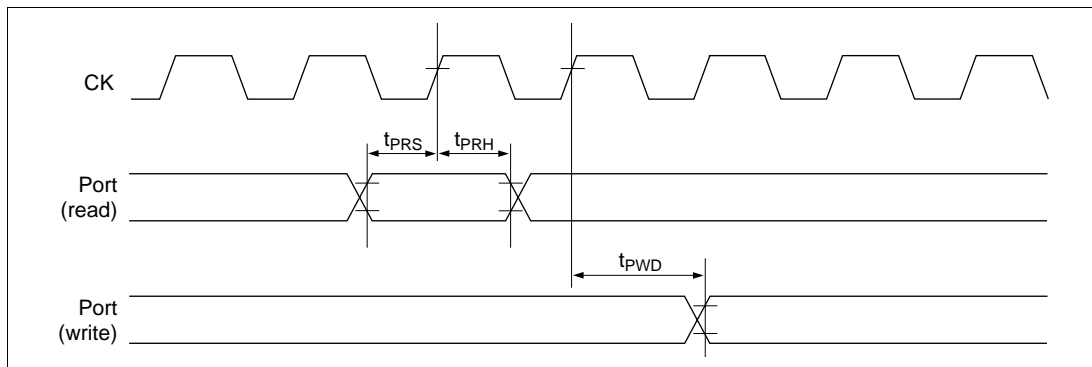 CK
tPRS
tPRH
Port
(read)
tPWD
Port
(write)